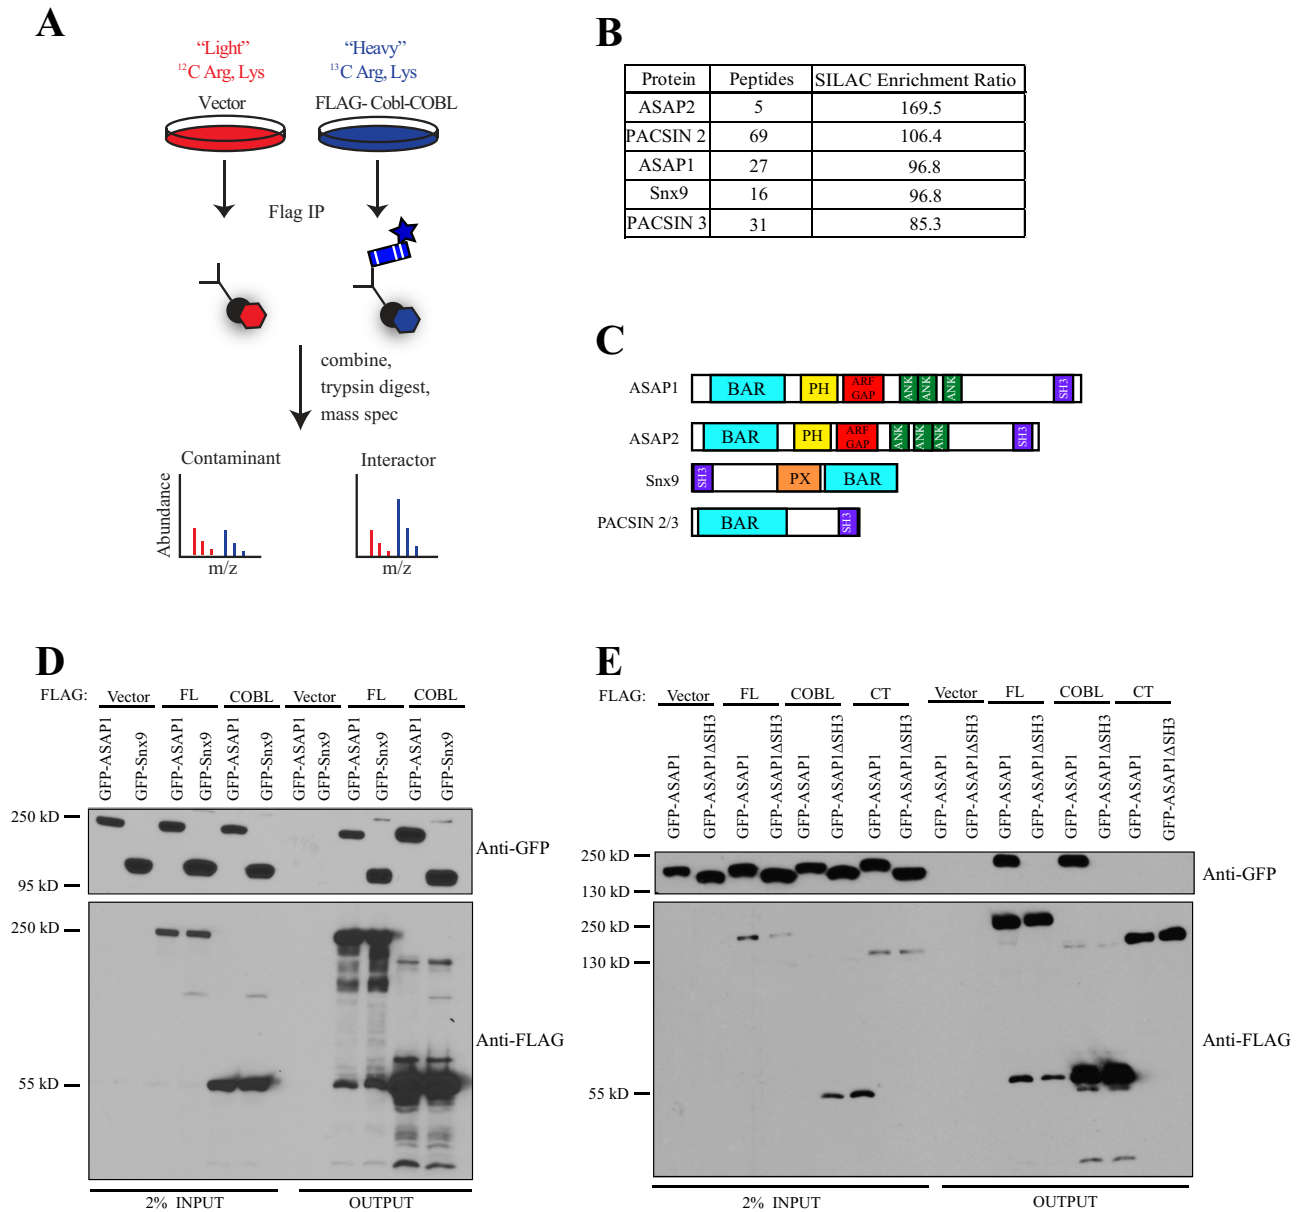 A
“Light”
¹²C Arg, Lys
Vector
“Heavy”
¹³C Arg, Lys
FLAG- Cobl-COBL
Flag IP
combine,
trypsin digest,
mass spec
Contaminant
Interactor
Abundance
m/z
m/z
B
Protein Peptides SILAC Enrichment Ratio
ASAP2 5 169.5
PACSIN 2 69 106.4
ASAP1 27 96.8
Snx9 16 96.8
PACSIN 3 31 85.3
C
ASAP1 BAR PH ARF GAP ANK ANK ANK SH3
ASAP2 BAR PH ARF GAP ANK ANK ANK SH3
Snx9 SH3 PX BAR
PACSIN 2/3 BAR SH3
D
FLAG: Vector FL COBL Vector FL COBL
GFP-ASAP1 GFP-Snx9 GFP-ASAP1 GFP-Snx9 GFP-ASAP1 GFP-Snx9 GFP-ASAP1 GFP-Snx9 GFP-ASAP1 GFP-Snx9 GFP-ASAP1 GFP-Snx9
250 kD
95 kD
Anti-GFP
250 kD
55 kD
Anti-FLAG
2% INPUT OUTPUT
E
FLAG: Vector FL COBL CT Vector FL COBL CT
GFP-ASAP1 GFP-ASAP1ΔSH3 GFP-ASAP1 GFP-ASAP1ΔSH3 GFP-ASAP1 GFP-ASAP1ΔSH3 GFP-ASAP1 GFP-ASAP1ΔSH3 GFP-ASAP1 GFP-ASAP1ΔSH3 GFP-ASAP1 GFP-ASAP1ΔSH3 GFP-ASAP1 GFP-ASAP1ΔSH3 GFP-ASAP1 GFP-ASAP1ΔSH3
250 kD
130 kD
Anti-GFP
250 kD
130 kD
55 kD
Anti-FLAG
2% INPUT OUTPUT